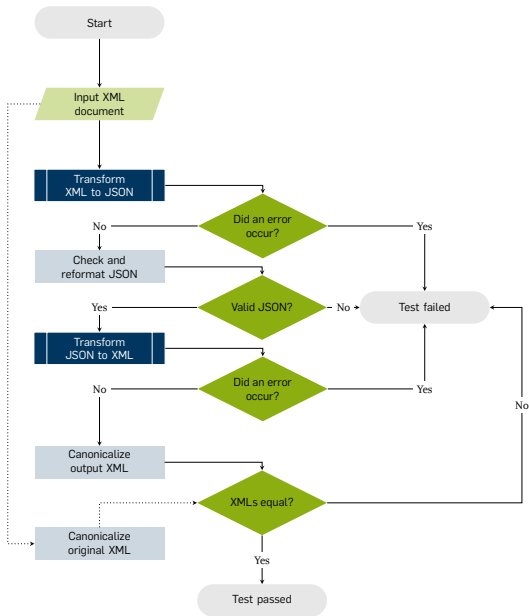 Start
Input XML
document
Transform
XML to JSON
Did an error
occur?
No
Yes
Check and
reformat JSON
Valid JSON?
No
Test failed
Yes
Transform
JSON to XML
Did an error
occur?
No
Yes
No
Canonicalize
output XML
XMLs equal?
Canonicalize
original XML
Yes
Test passed